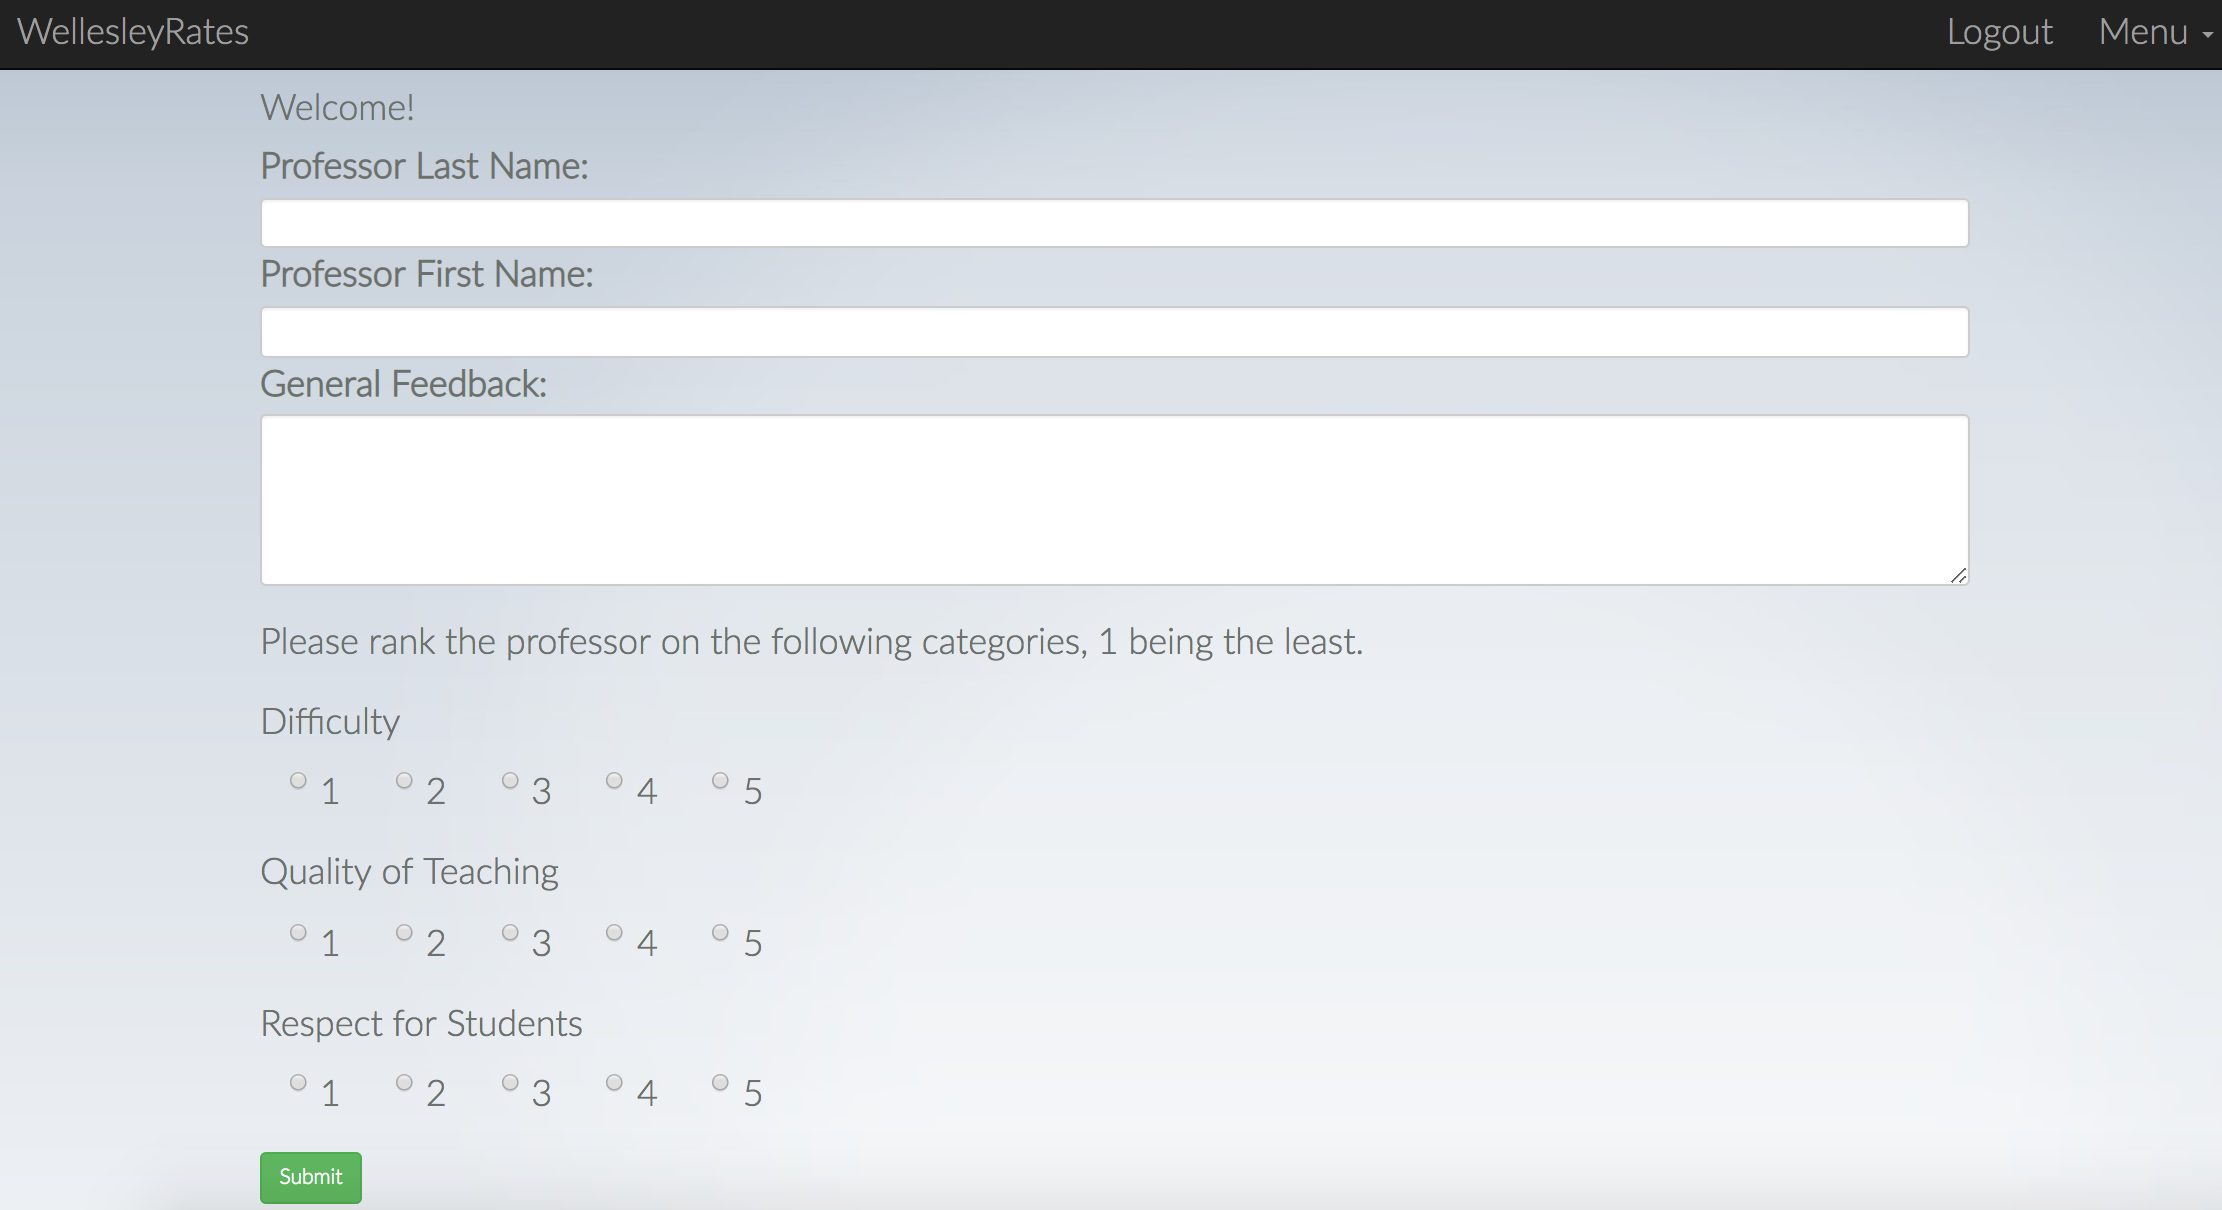 WellesleyRates Logout Menu
Welcome!
Professor Last Name:
Professor First Name:
General Feedback:
Please rank the professor on the following categories, 1 being the least.
Difficulty
1 2 3 4 5
Quality of Teaching
1 2 3 4 5
Respect for Students
1 2 3 4 5
Submit